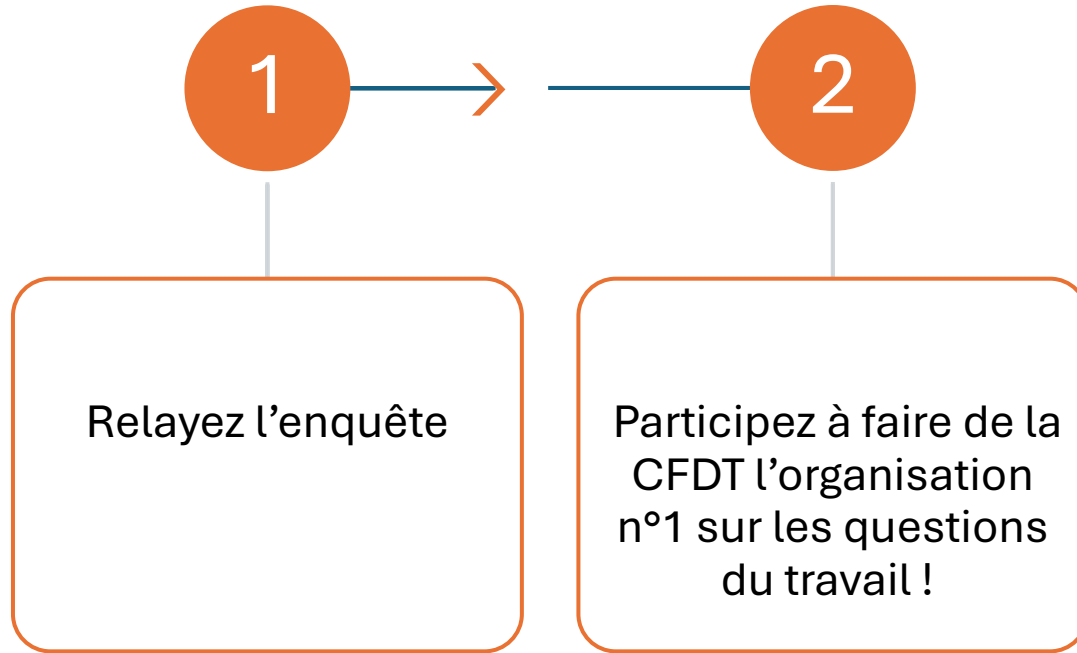 1
2
Relayez l’enquête
Participez à faire de la
CFDT l’organisation
n°1 sur les questions
du travail !